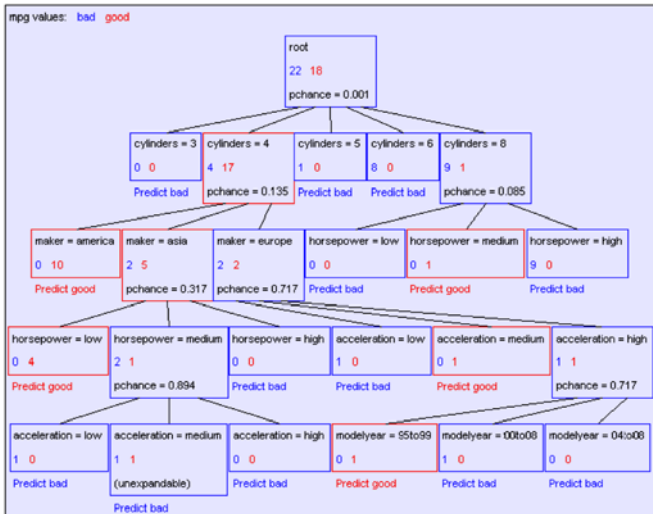 mpg values: bad good
root
22 18
pchance = 0.001
cylinders = 3 cylinders = 4 cylinders = 5 cylinders = 6 cylinders = 8
0 0 4 17 1 0 8 0 9 1
Predict bad pchance = 0.135 Predict bad Predict bad pchance = 0.085
maker = america maker = asia maker = europe horsepower = low horsepower = medium horsepower = high
0 10 2 5 2 2 0 0 0 1 9 0
Predict good pchance = 0.317 pchance = 0.717 Predict bad Predict good Predict bad
horsepower = low horsepower = medium horsepower = high acceleration = low acceleration = medium acceleration = high
0 4 2 1 0 0 1 0 0 1 1 1
Predict good pchance = 0.894 Predict bad Predict bad Predict good pchance = 0.717
acceleration = low acceleration = medium acceleration = high modelyear = 95to99 modelyear = 00to08 modelyear = 04to08
1 0 1 1 0 0 0 1 1 0 0 0
Predict bad (unexpandable) Predict bad Predict good Predict bad Predict bad
Predict bad